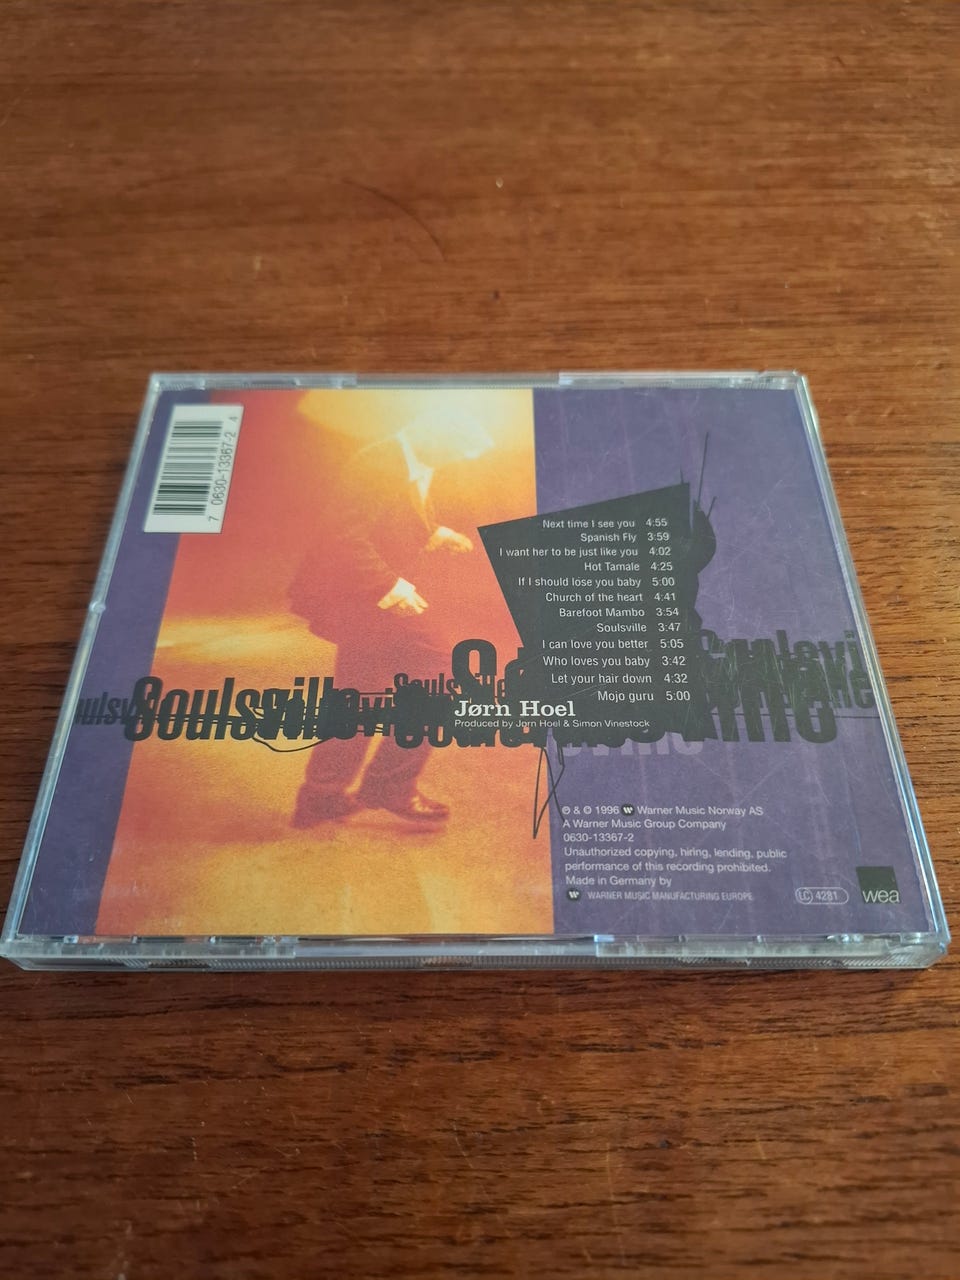 7 0630-13367-2 4
Next time I see you 4:55
Spanish Fly 3:59
I want her to be just like you 4:02
Hot Tamale 4:25
If I should lose you baby 5:00
Church of the heart 4:41
Barefoot Mambo 3:54
Soulsville 3:47
I can love you better 5:05
Who loves you baby 3:42
Let your hair down 4:32
Mojo guru 5:00
Soulsville
Soulsville
Jørn Hoel
Produced by Jørn Hoel & Simon Vinestock
℗ & © 1996 Warner Music Norway AS
A Warner Music Group Company
0630-13367-2
Unauthorized copying, hiring, lending, public
performance of this recording prohibited.
Made in Germany by
WARNER MUSIC MANUFACTURING EUROPE
LC 4281
wea